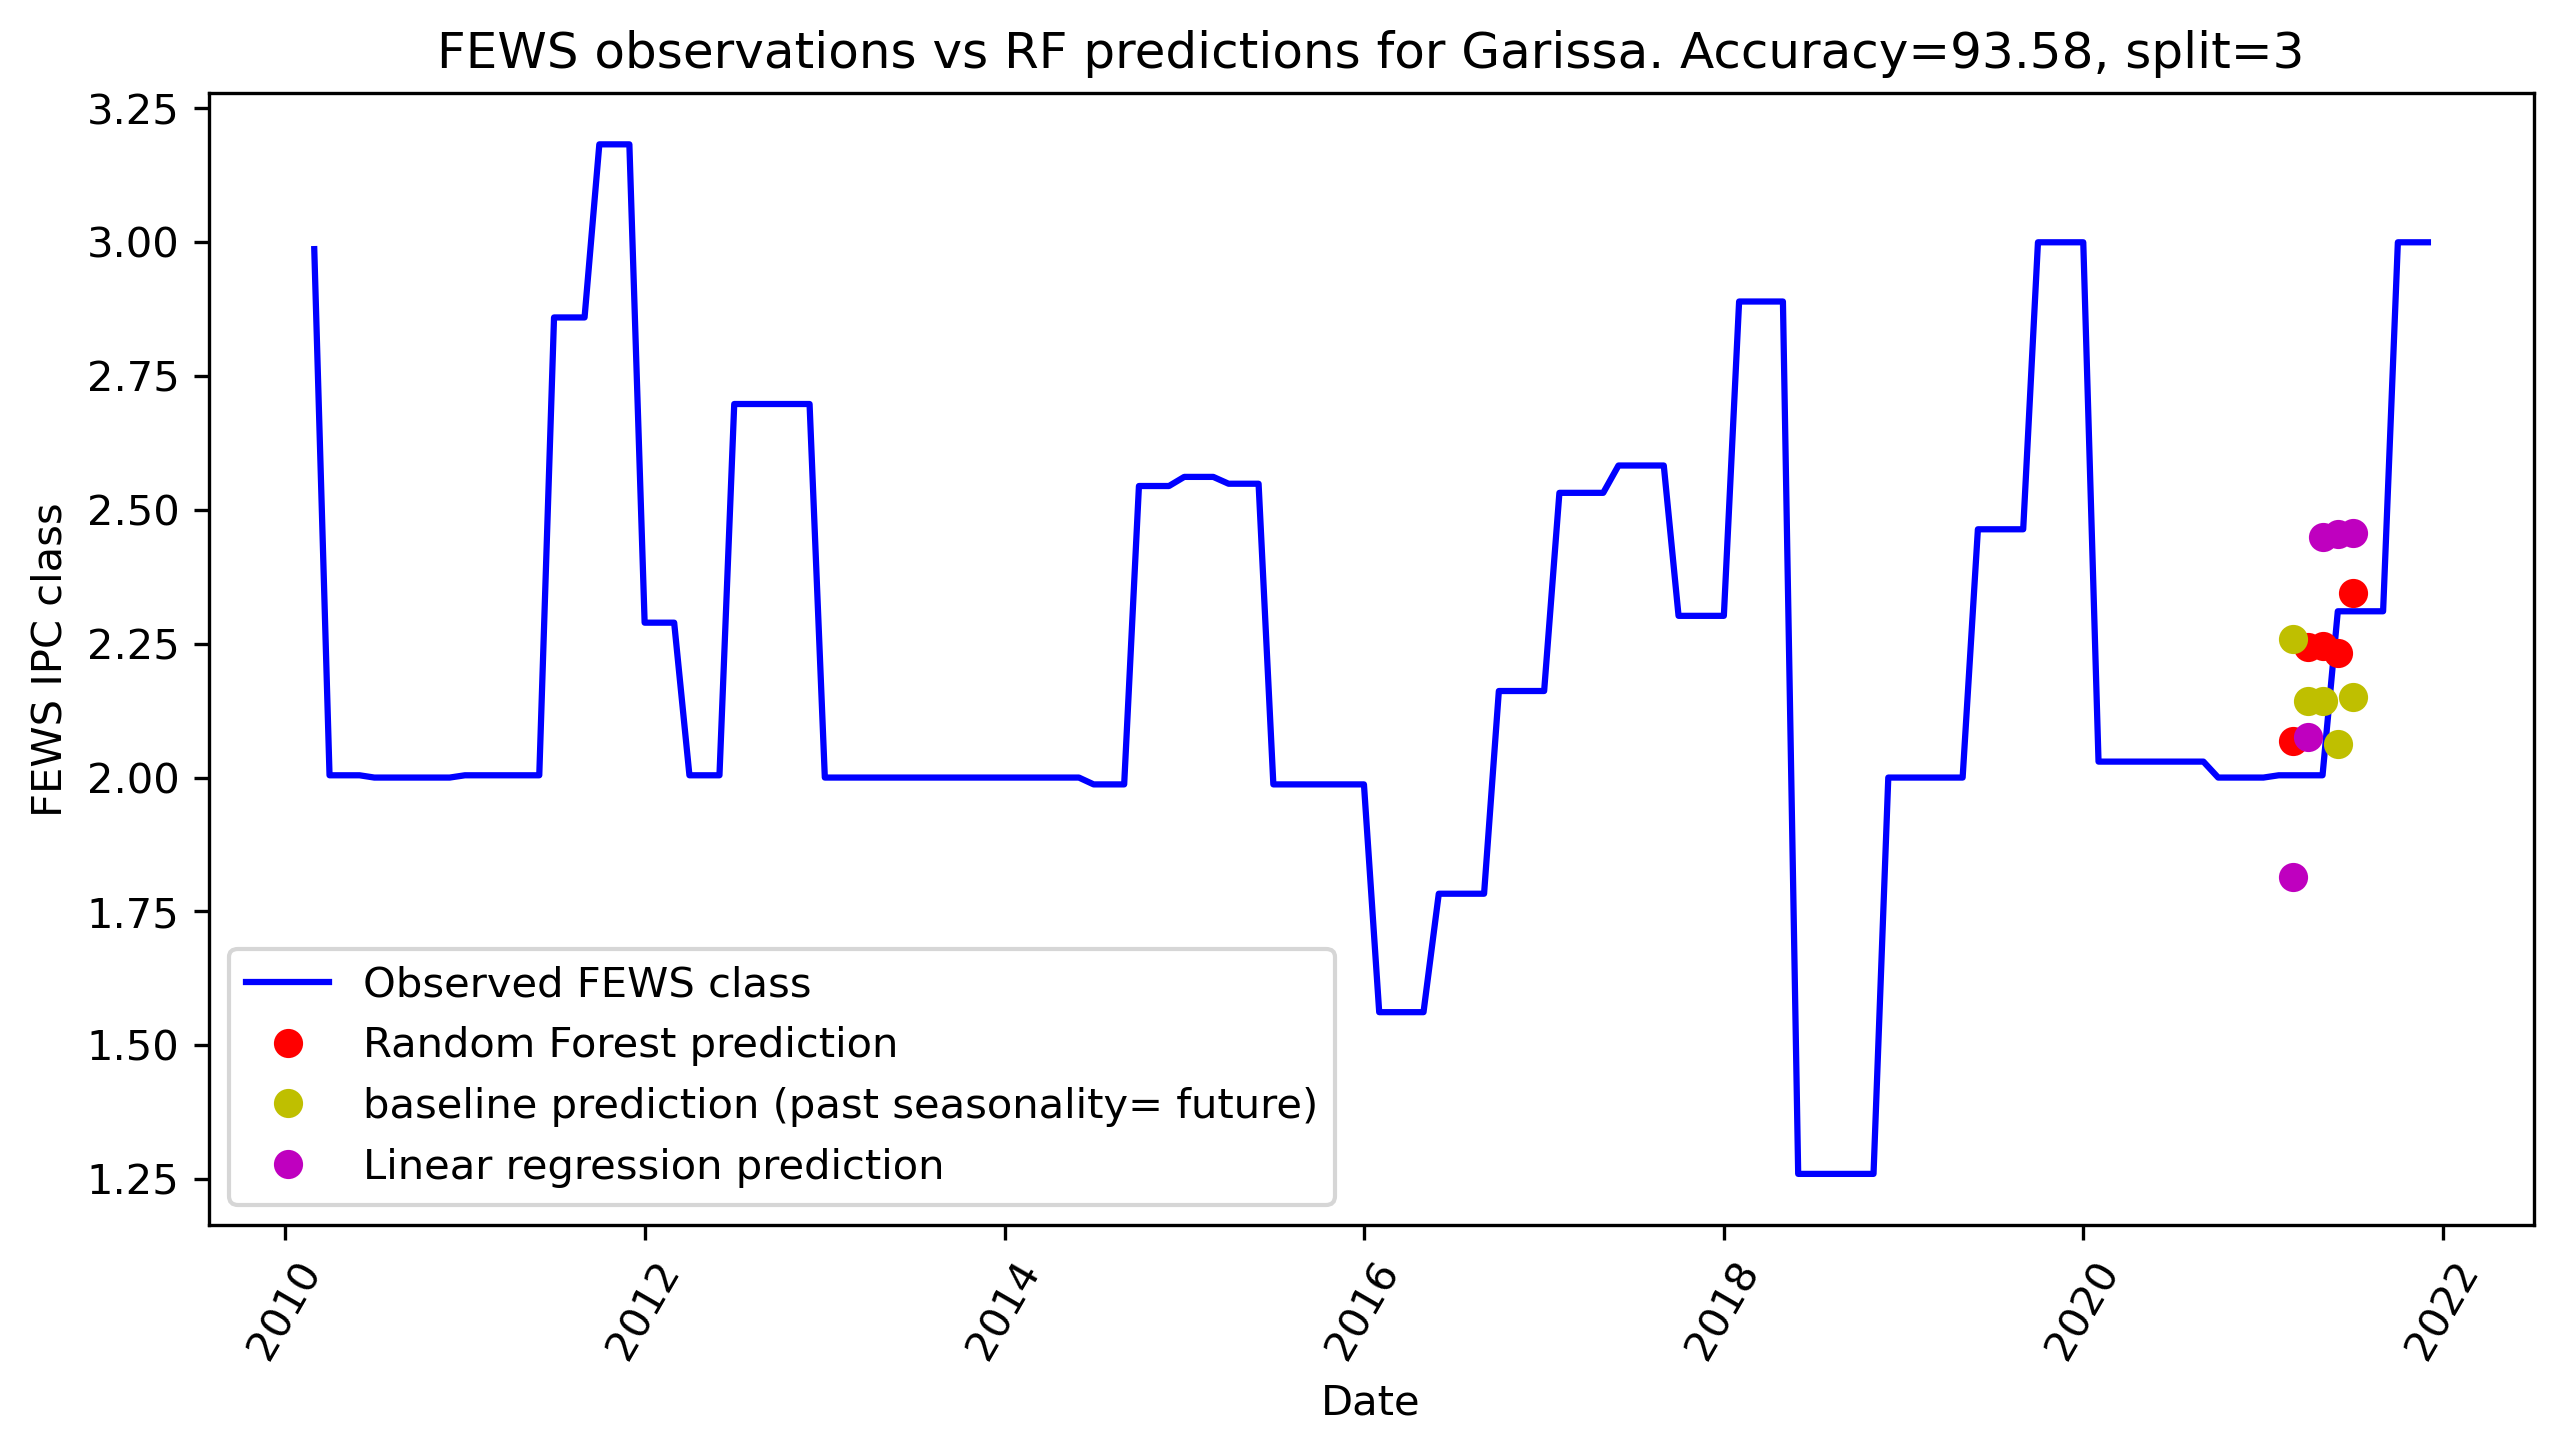 FEWS observations vs RF predictions for Garissa. Accuracy=93.58, split=3
FEWS IPC class
3.25
3.00
2.75
2.50
2.25
2.00
1.75
1.50
1.25
Observed FEWS class
Random Forest prediction
baseline prediction (past seasonality= future)
Linear regression prediction
2010
2012
2014
2016
2018
2020
2022
Date